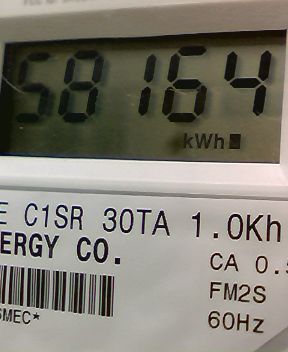 58164
kWh
E C1SR 30TA 1.0Kh
ERGY CO.
CA 0.5
FM2S
60Hz
SMEC*